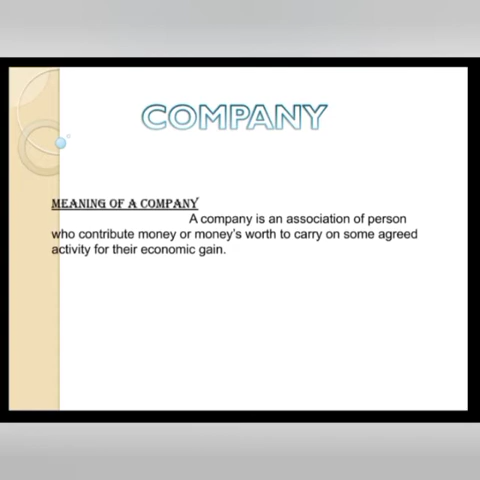 COMPANY
MEANING OF A COMPANY
A company is an association of person
who contribute money or money's worth to carry on some agreed
activity for their economic gain.